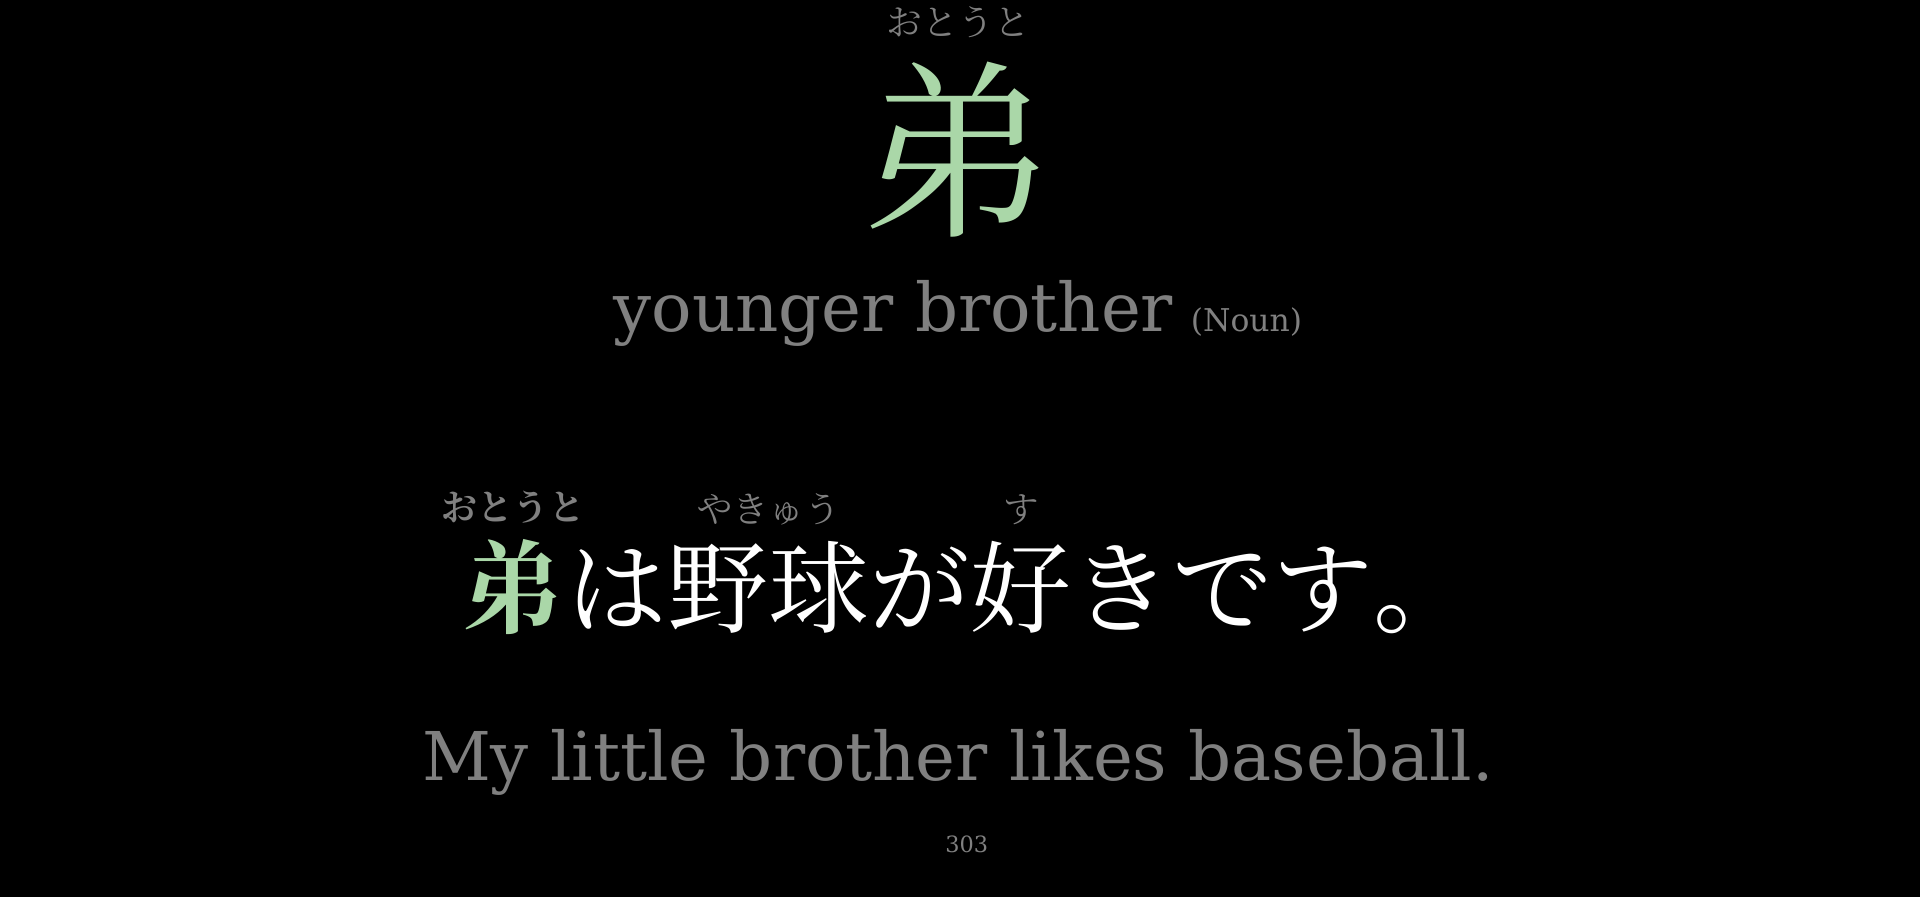 おとうと
弟
younger brother (Noun)
おとうと やきゅう す
弟は野球が好きです。
My little brother likes baseball.
303